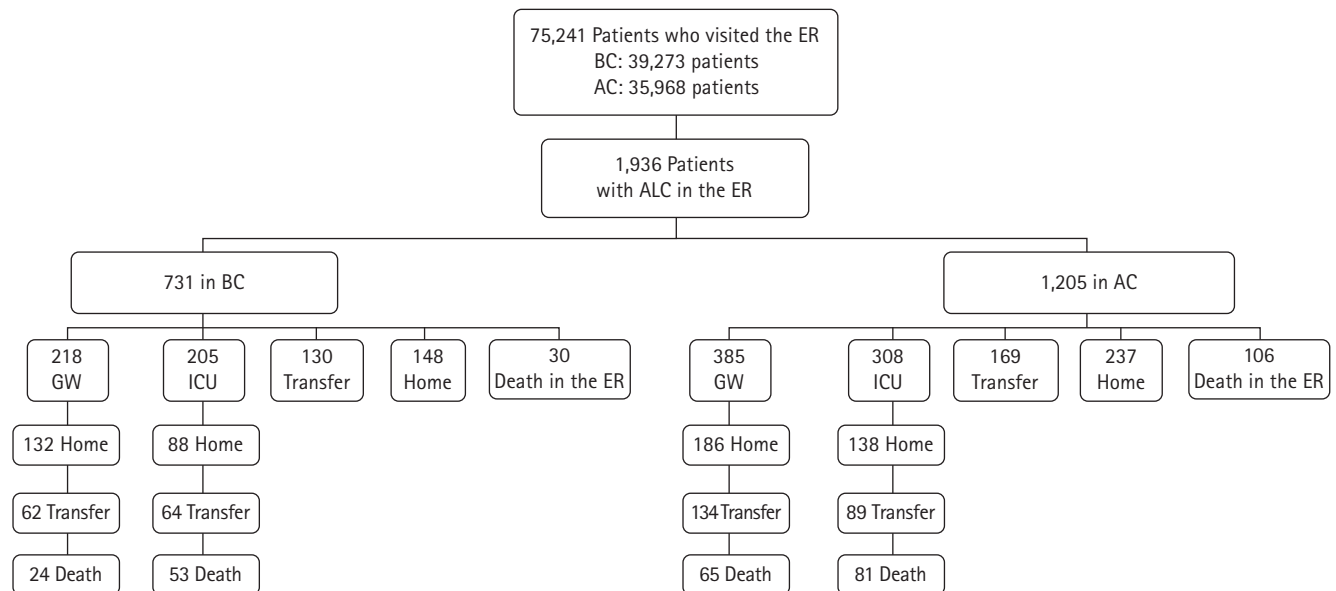 75,241 Patients who visited the ER
BC: 39,273 patients
AC: 35,968 patients
1,936 Patients
with ALC in the ER
731 in BC
1,205 in AC
218
GW
205
ICU
130
Transfer
148
Home
30
Death in the ER
385
GW
308
ICU
169
Transfer
237
Home
106
Death in the ER
132 Home
88 Home
186 Home
138 Home
62 Transfer
64 Transfer
134 Transfer
89 Transfer
24 Death
53 Death
65 Death
81 Death